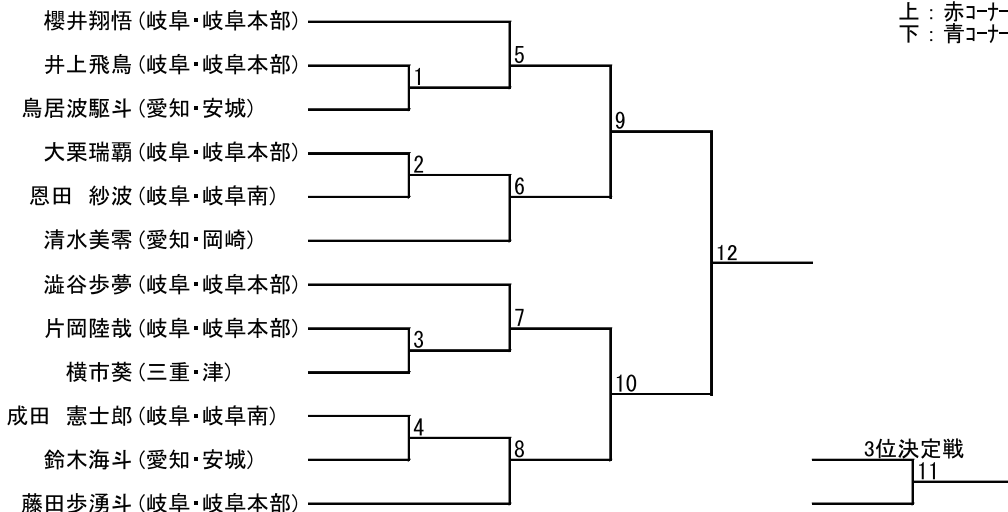 櫻井翔悟(岐阜・岐阜本部)
上:赤コーナー
下:青コーナー
井上飛鳥(岐阜・岐阜本部)
1
5
鳥居波駆斗(愛知・安城)
9
大栗瑞覇(岐阜・岐阜本部)
2
恩田 紗波(岐阜・岐阜南)
6
清水美零(愛知・岡崎)
12
澁谷歩夢(岐阜・岐阜本部)
片岡陸哉(岐阜・岐阜本部)
3
7
横市葵(三重・津)
10
成田 憲士郎(岐阜・岐阜南)
4
鈴木海斗(愛知・安城)
8
3位決定戦
11
藤田歩湧斗(岐阜・岐阜本部)